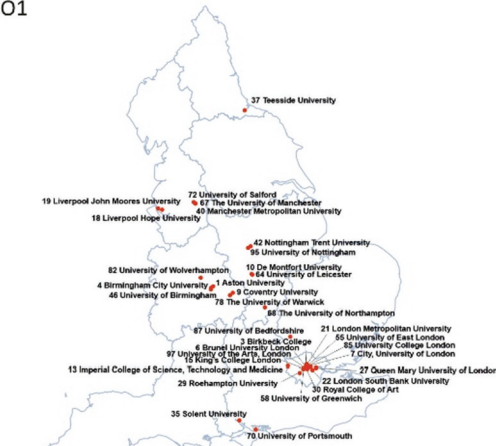 O1
37 Teesside University
72 University of Salford
19 Liverpool John Moores University
67 The University of Manchester
40 Manchester Metropolitan University
18 Liverpool Hope University
42 Nottingham Trent University
95 University of Nottingham
10 De Montfort University
82 University of Wolverhampton
64 University of Leicester
4 Birmingham City University
1 Aston University
46 University of Birmingham
9 Coventry University
78 The University of Warwick
68 The University of Northampton
87 University of Bedfordshire
21 London Metropolitan University
3 Birkbeck College
55 University of East London
6 Brunel University London
85 University College London
97 University of the Arts, London
7 City, University of London
15 King's College London
13 Imperial College of Science, Technology and Medicine
27 Queen Mary University of London
29 Roehampton University
22 London South Bank University
30 Royal College of Art
58 University of Greenwich
35 Solent University
70 University of Portsmouth